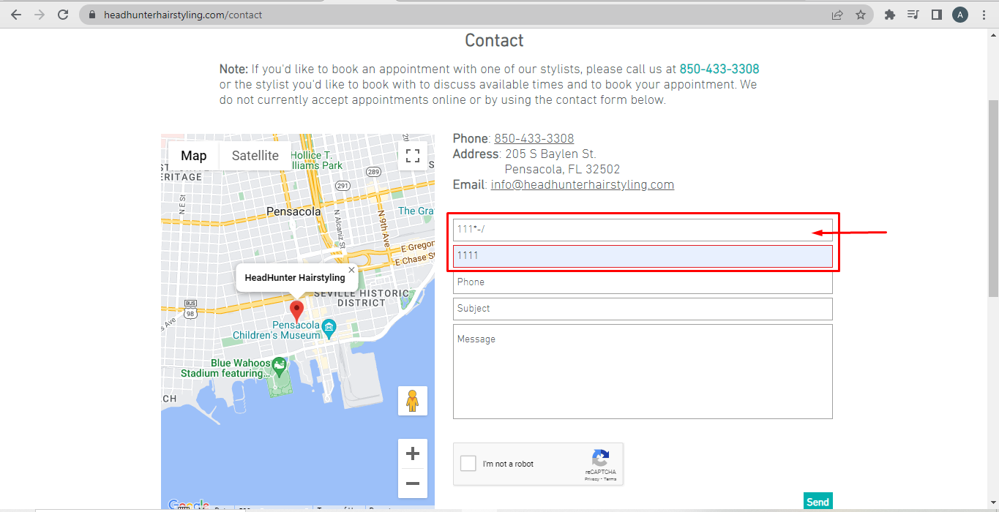 headhunterhairstyling.com/contact
A
Contact
Note: If you'd like to book an appointment with one of our stylists, please call us at 850-433-3308
or the stylist you'd like to book with to discuss available times and to book your appointment. We
do not currently accept appointments online or by using the contact form below.
Map
Satellite
Hollice T.
lliams Park
ERITAGE
N E St
289
291
Pensacola
N Alcaniz St
N 9th Ave
The Gra
E Gregor
E Chase St
HeadHunter Hairstyling
SEVILLE HISTORIC
DISTRICT
BUS
98
s Ave
Pensacola
Children's Museum
Blue Wahoos
Stadium featuring...
CH
Google
Phone: 850-433-3308
Address: 205 S Baylen St.
Pensacola, FL 32502
Email: info@headhunterhairstyling.com
111*-/
1111
Phone
Subject
Message
I'm not a robot
reCAPTCHA
Privacy - Terms
Send